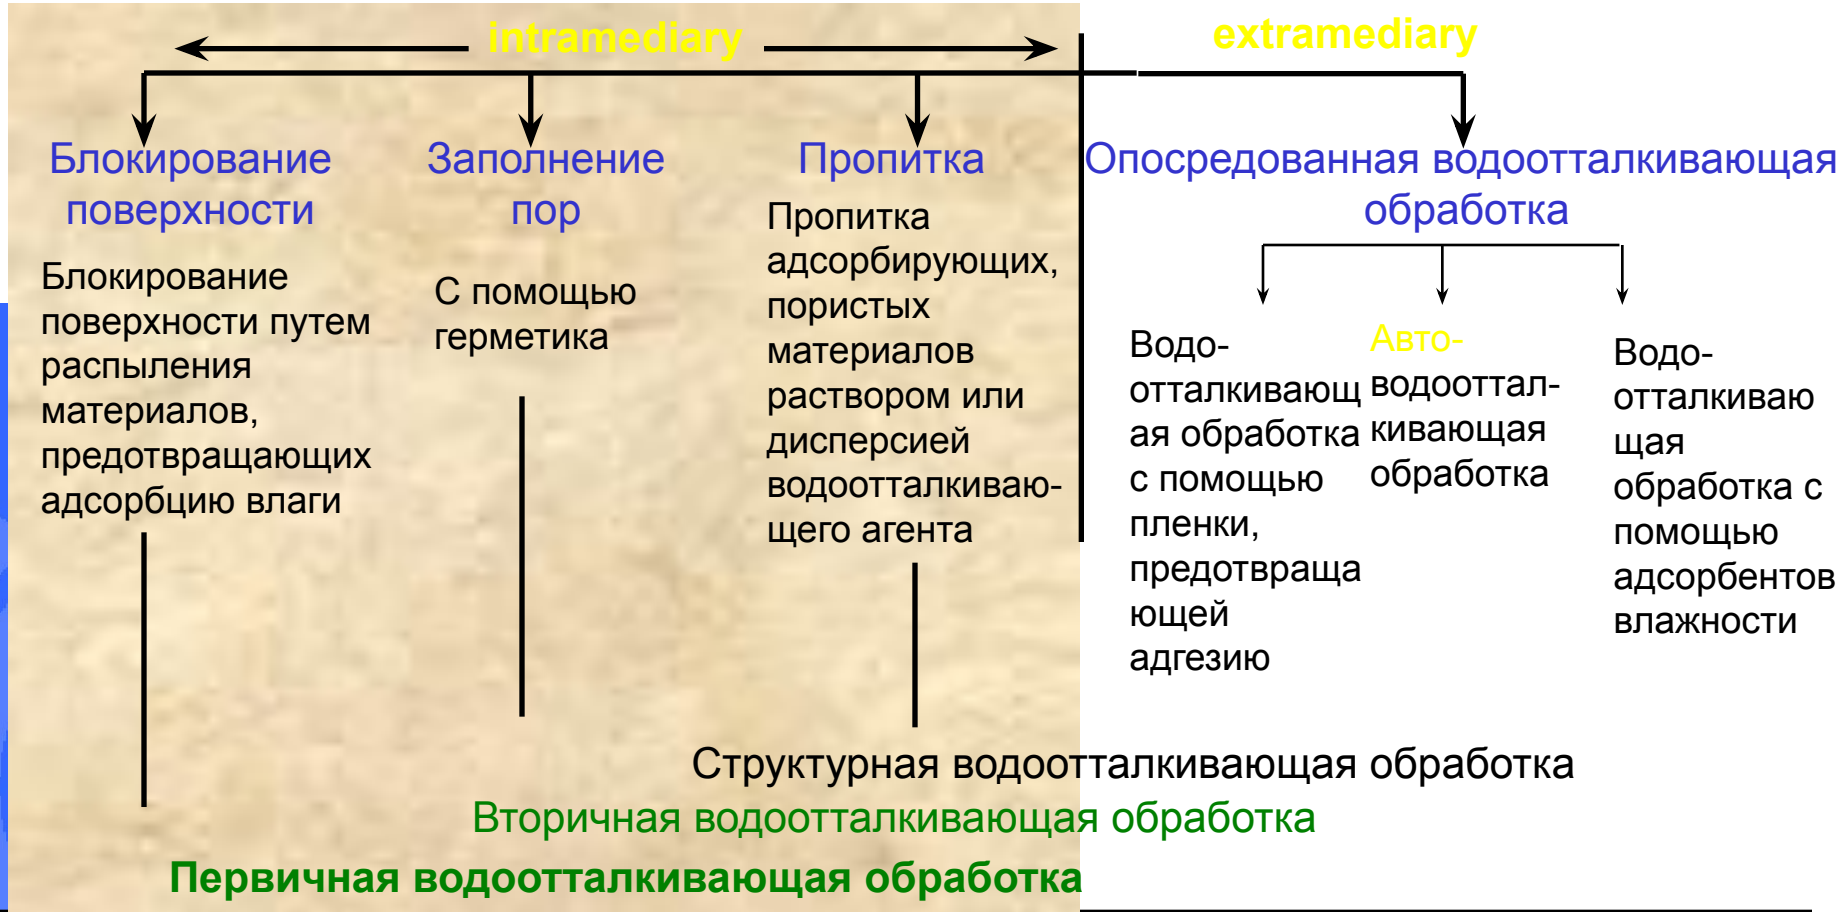 intramediary
extramediary
Блокирование
поверхности
Заполнение
пор
Пропитка
Опосредованная водоотталкивающая
обработка
Блокирование
поверхности путем
распыления
материалов,
предотвращающих
адсорбцию влаги
С помощью
герметика
Пропитка
адсорбирующих,
пористых
материалов
раствором или
дисперсией
водоотталкиваю-
щего агента
Водо-
отталкивающ
ая обработка
с помощью
пленки,
предотвраща
ющей
адгезию
Авто-
водооттал-
кивающая
обработка
Водо-
отталкиваю
щая
обработка с
помощью
адсорбентов
влажности
Структурная водоотталкивающая обработка
Вторичная водоотталкивающая обработка
Первичная водоотталкивающая обработка